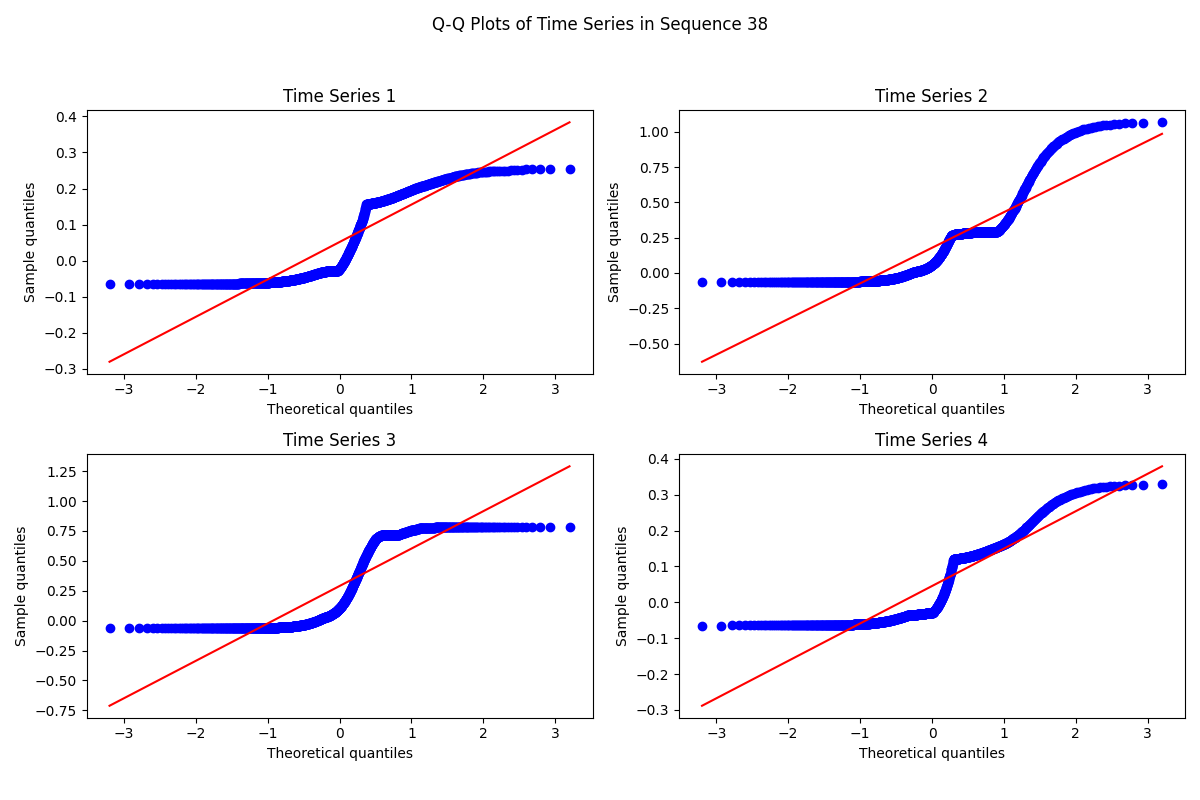 Q-Q Plots of Time Series in Sequence 38
Time Series 1
Sample quantiles
0.4
0.3
0.2
0.1
0.0
−0.1
−0.2
−0.3
−3 −2 −1 0 1 2 3
Theoretical quantiles
Time Series 2
Sample quantiles
1.00
0.75
0.50
0.25
0.00
−0.25
−0.50
−3 −2 −1 0 1 2 3
Theoretical quantiles
Time Series 3
Sample quantiles
1.25
1.00
0.75
0.50
0.25
0.00
−0.25
−0.50
−0.75
−3 −2 −1 0 1 2 3
Theoretical quantiles
Time Series 4
Sample quantiles
0.4
0.3
0.2
0.1
0.0
−0.1
−0.2
−0.3
−3 −2 −1 0 1 2 3
Theoretical quantiles